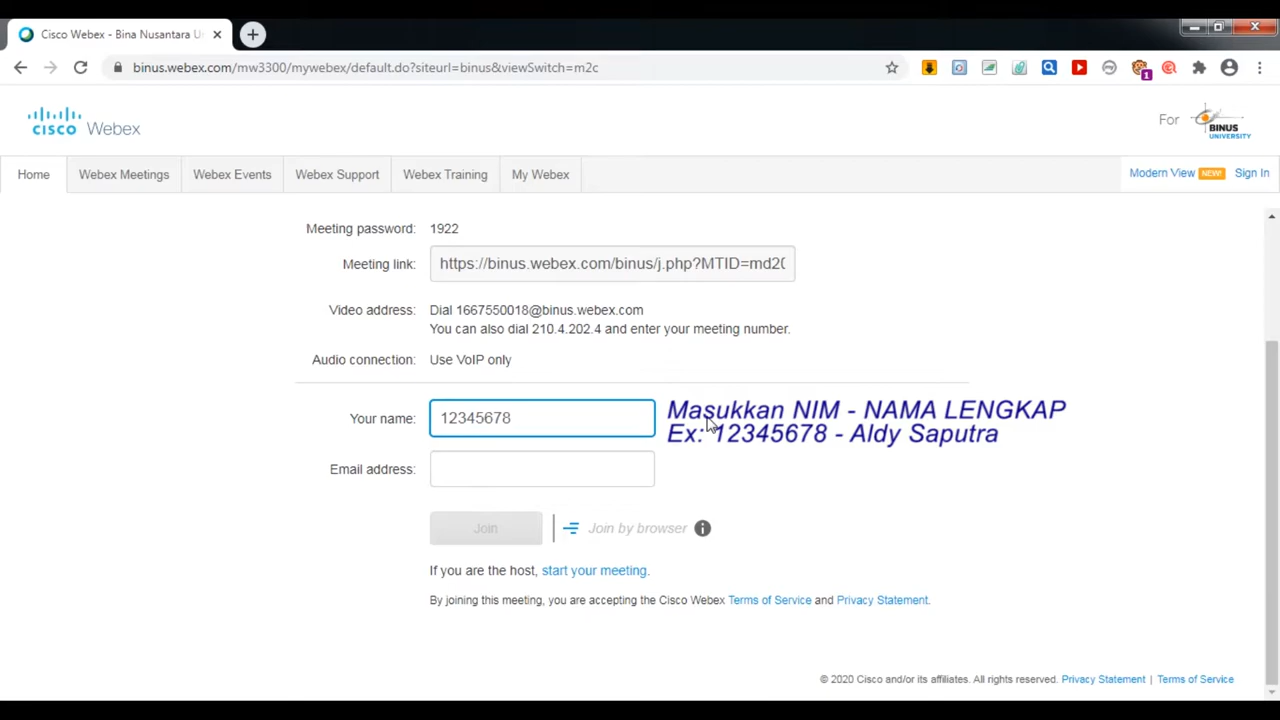 Cisco Webex - Bina Nusantara U
binus.webex.com/mw3300/mywebex/default.do?siteurl=binus&viewSwitch=m2c
1
CISCO Webex
For BINUS UNIVERSITY
Home Webex Meetings Webex Events Webex Support Webex Training My Webex Modern View NEW! Sign In
Meeting password: 1922
Meeting link: https://binus.webex.com/binus/j.php?MTID=md20
Video address: Dial 1667550018@binus.webex.com
You can also dial 210.4.202.4 and enter your meeting number.
Audio connection: Use VoIP only
Your name: 12345678
Masukkan NIM - NAMA LENGKAP
Ex: 12345678 - Aldy Saputra
Email address:
Join Join by browser
If you are the host, start your meeting.
By joining this meeting, you are accepting the Cisco Webex Terms of Service and Privacy Statement.
© 2020 Cisco and/or its affiliates. All rights reserved. Privacy Statement | Terms of Service